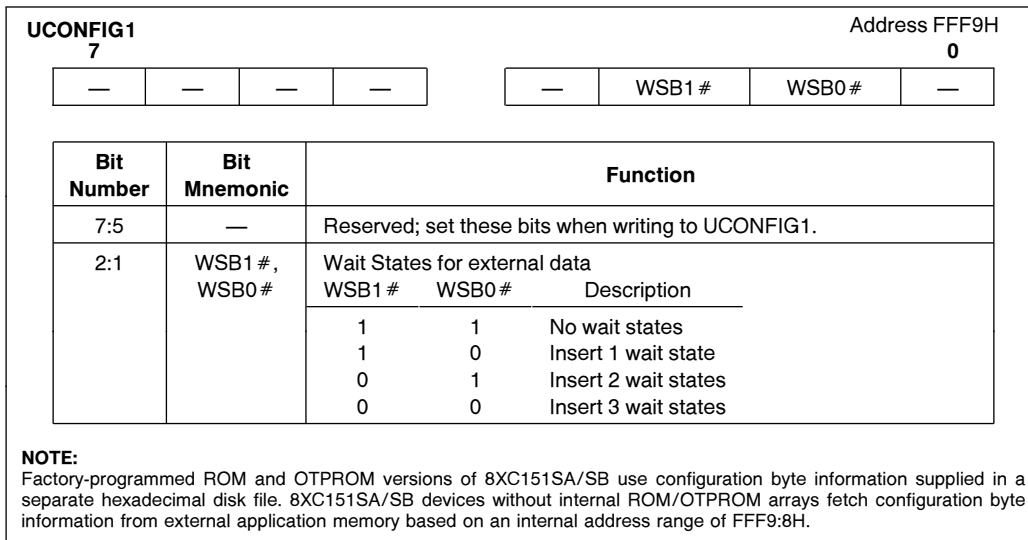 UCONFIG1 Address FFF9H
7 0
— — — — — WSB1# WSB0# —
Bit Number Bit Mnemonic Function
7:5 — Reserved; set these bits when writing to UCONFIG1.
2:1 WSB1#, Wait States for external data
WSB0# WSB1# WSB0# Description
1 1 No wait states
1 0 Insert 1 wait state
0 1 Insert 2 wait states
0 0 Insert 3 wait states
NOTE:
Factory-programmed ROM and OTPROM versions of 8XC151SA/SB use configuration byte information supplied in a
separate hexadecimal disk file. 8XC151SA/SB devices without internal ROM/OTPROM arrays fetch configuration byte
information from external application memory based on an internal address range of FFF9:8H.